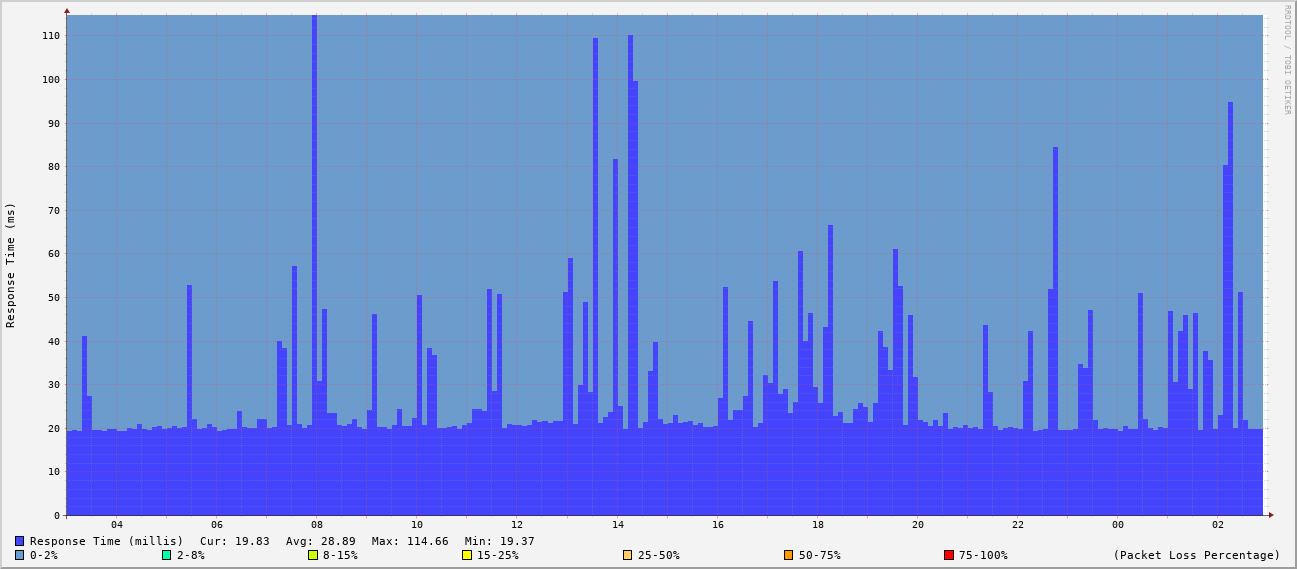 RRDTOOL / TOBI OETIKER
Response Time (ms)
110
100
90
80
70
60
50
40
30
20
10
0
04 06 08 10 12 14 16 18 20 22 00 02
Response Time (millis) Cur: 19.83 Avg: 28.89 Max: 114.66 Min: 19.37
0-2% 2-8% 8-15% 15-25% 25-50% 50-75% 75-100% (Packet Loss Percentage)